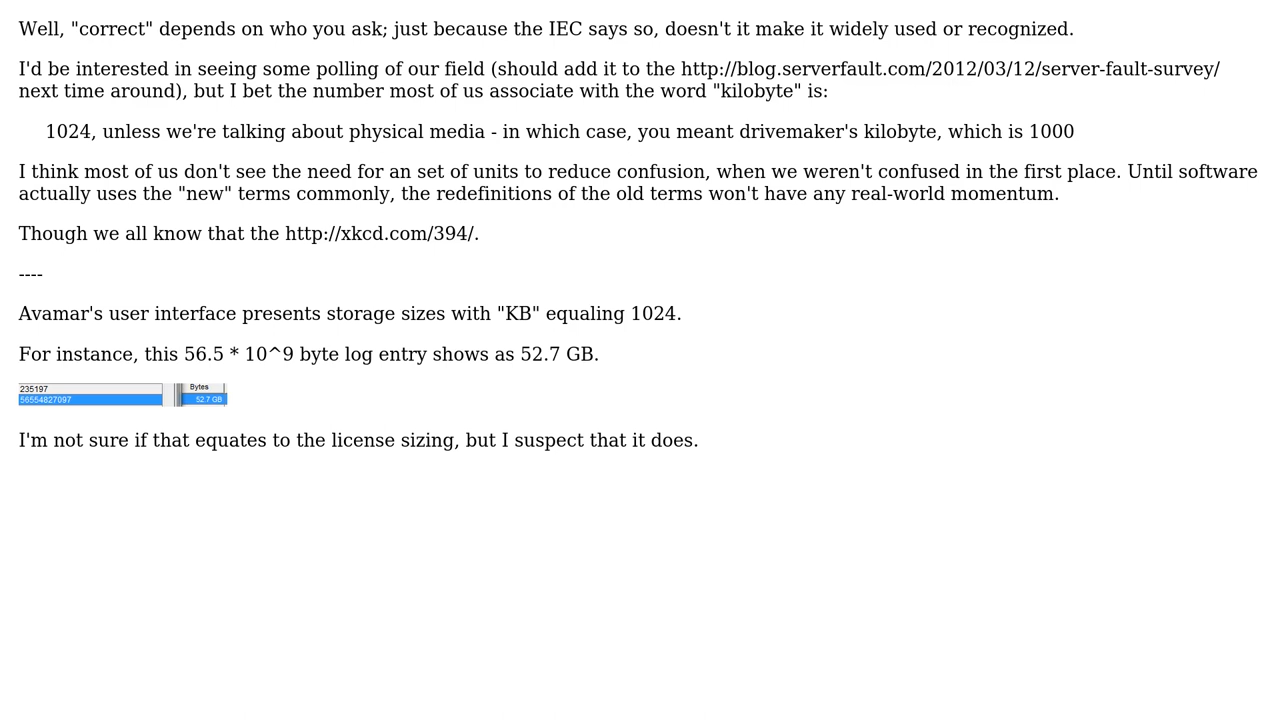 Well, "correct" depends on who you ask; just because the IEC says so, doesn't it make it widely used or recognized.
I'd be interested in seeing some polling of our field (should add it to the http://blog.serverfault.com/2012/03/12/server-fault-survey/
next time around), but I bet the number most of us associate with the word "kilobyte" is:
1024, unless we're talking about physical media - in which case, you meant drivemaker's kilobyte, which is 1000
I think most of us don't see the need for an set of units to reduce confusion, when we weren't confused in the first place. Until software
actually uses the "new" terms commonly, the redefinitions of the old terms won't have any real-world momentum.
Though we all know that the http://xkcd.com/394/.
----
Avamar's user interface presents storage sizes with "KB" equaling 1024.
For instance, this 56.5 * 10^9 byte log entry shows as 52.7 GB.
235197 Bytes
56554827097 52.7 GB
I'm not sure if that equates to the license sizing, but I suspect that it does.